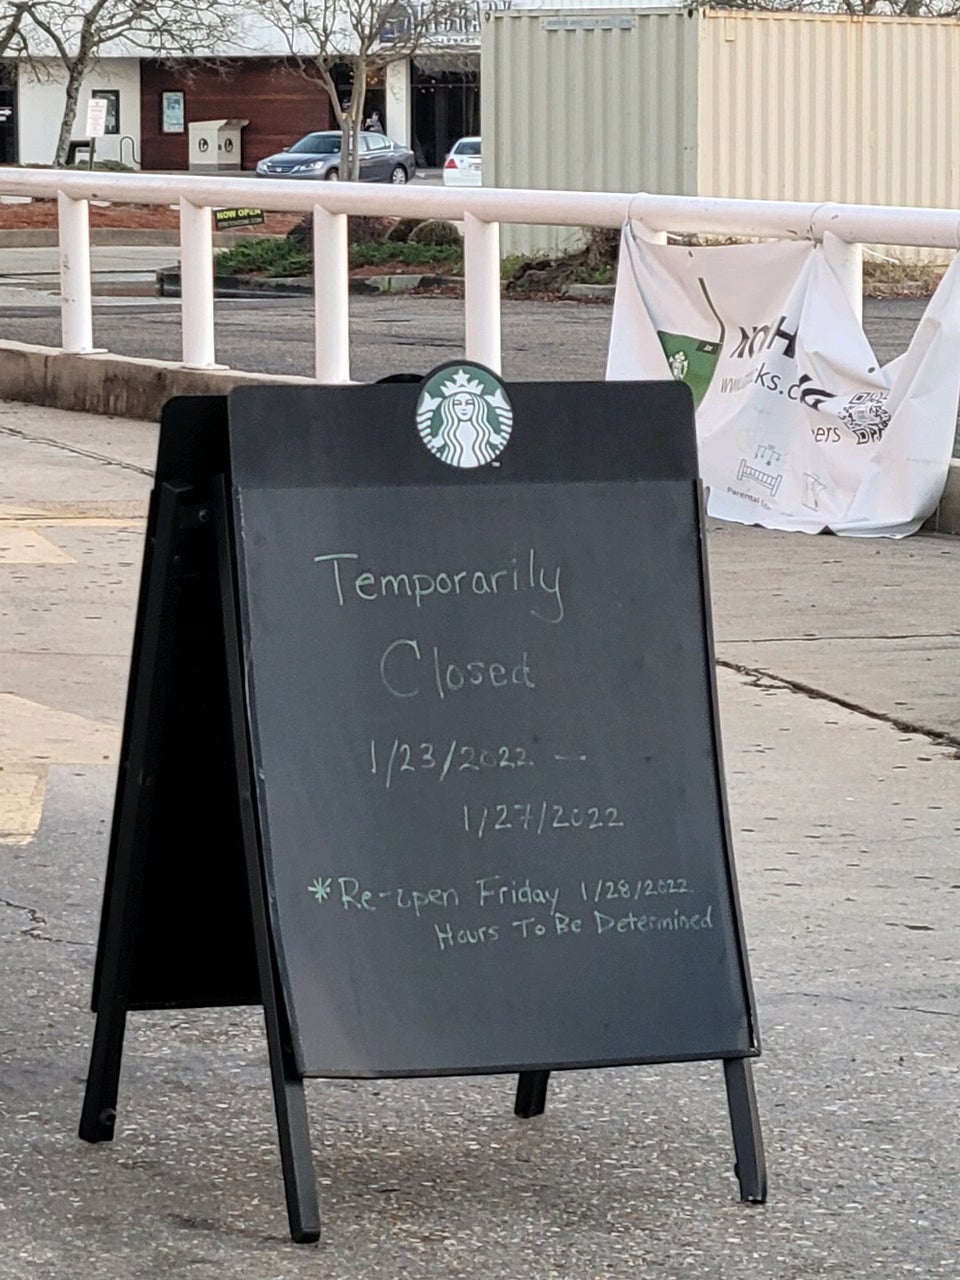 NOW OPEN
Temporarily
Closed
1/23/2022 —
1/27/2022
* Re-open Friday 1/28/2022
Hours To Be Determined
Parental